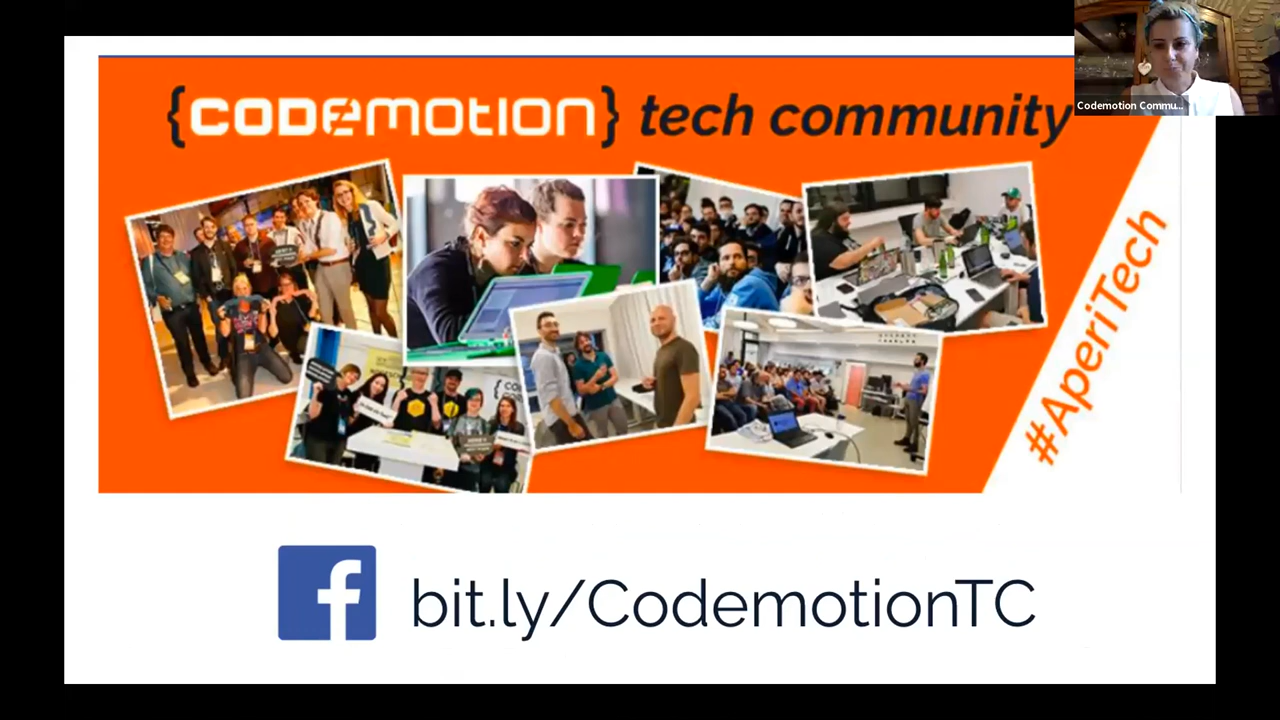 {CODEMOTION} tech community
Codemotion Commu...
#AperiTech
f
bit.ly/CodemotionTC